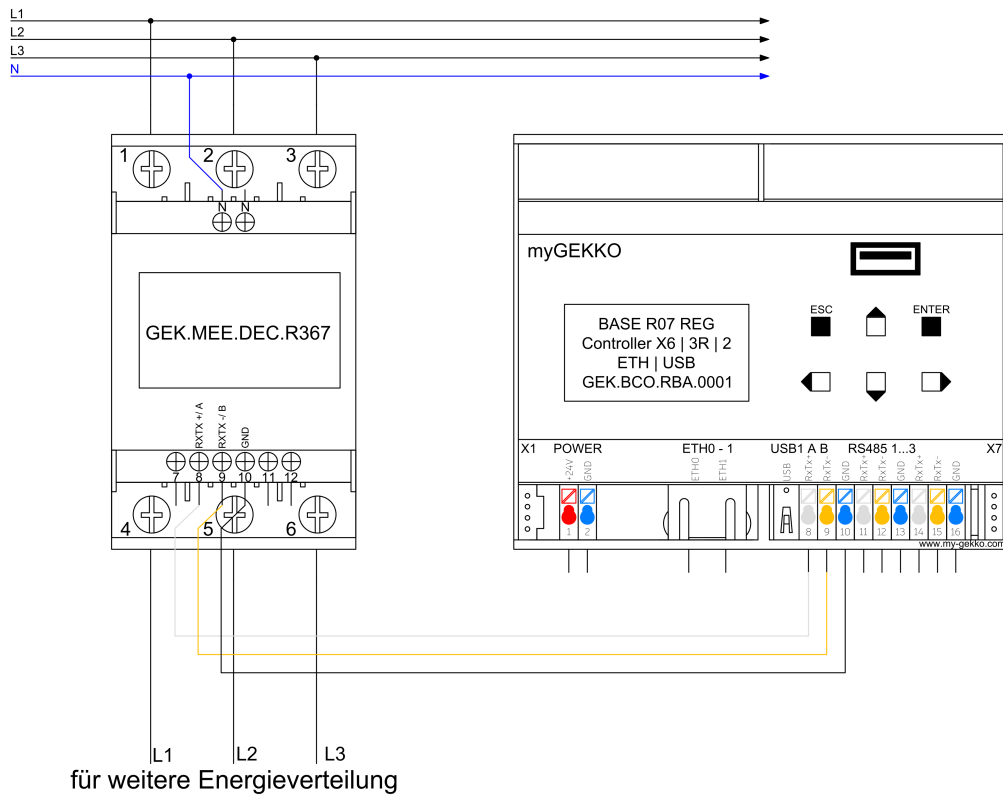 L1
L2
L3
N
1 2 3
N N
GEK.MEE.DEC.R367
RXTX +/ A
RXTX -/ B
GND
7 8 9 10 11 12
4 5 6
myGEKKO
ESC ENTER
BASE R07 REG
Controller X6 | 3R | 2
ETH | USB
GEK.BCO.RBA.0001
X1 POWER ETH0 - 1 USB1 A B RS485 1...3 X7
+24V
GND
ETH0
ETH1
USB
RxTx+
RxTx-
GND
RxTx+
RxTx-
GND
RxTx+
RxTx-
GND
1 2 8 9 10 11 12 13 14 15 16
www.my-gekko.com
L1 L2 L3
für weitere Energieverteilung